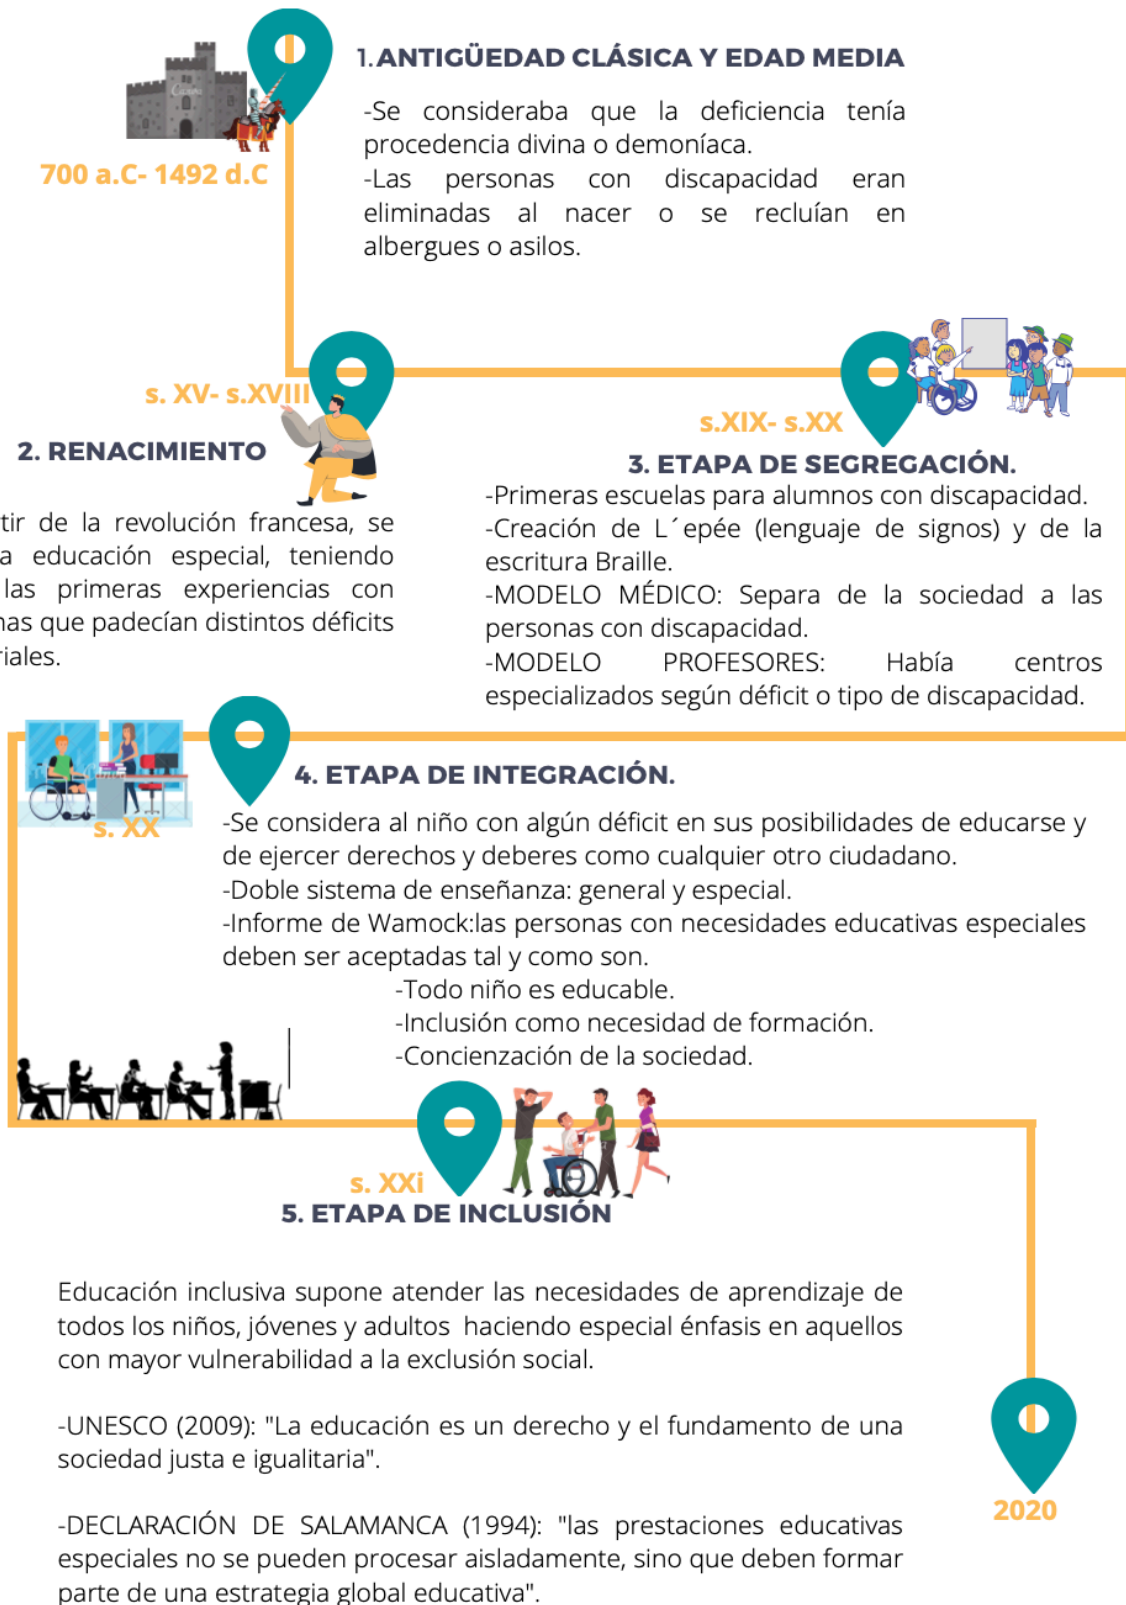 1.ANTIGÜEDAD CLÁSICA Y EDAD MEDIA
Canva
700 a.C- 1492 d.C
-Se consideraba que la deficiencia tenía
procedencia divina o demoníaca.
-Las personas con discapacidad eran
eliminadas al nacer o se recluían en
albergues o asilos.
s. XV- s.XVIII
2. RENACIMIENTO
tir de la revolución francesa, se
a educación especial, teniendo
las primeras experiencias con
nas que padecían distintos déficits
riales.
s.XIX- s.XX
3. ETAPA DE SEGREGACIÓN.
-Primeras escuelas para alumnos con discapacidad.
-Creación de L´epée (lenguaje de signos) y de la
escritura Braille.
-MODELO MÉDICO: Separa de la sociedad a las
personas con discapacidad.
-MODELO PROFESORES: Había centros
especializados según déficit o tipo de discapacidad.
s. XX
4. ETAPA DE INTEGRACIÓN.
-Se considera al niño con algún déficit en sus posibilidades de educarse y
de ejercer derechos y deberes como cualquier otro ciudadano.
-Doble sistema de enseñanza: general y especial.
-Informe de Wamock:las personas con necesidades educativas especiales
deben ser aceptadas tal y como son.
-Todo niño es educable.
-Inclusión como necesidad de formación.
-Concienzación de la sociedad.
s. XXi
5. ETAPA DE INCLUSIÓN
Educación inclusiva supone atender las necesidades de aprendizaje de
todos los niños, jóvenes y adultos haciendo especial énfasis en aquellos
con mayor vulnerabilidad a la exclusión social.
-UNESCO (2009): "La educación es un derecho y el fundamento de una
sociedad justa e igualitaria".
-DECLARACIÓN DE SALAMANCA (1994): "las prestaciones educativas
especiales no se pueden procesar aisladamente, sino que deben formar
parte de una estrategia global educativa".
2020